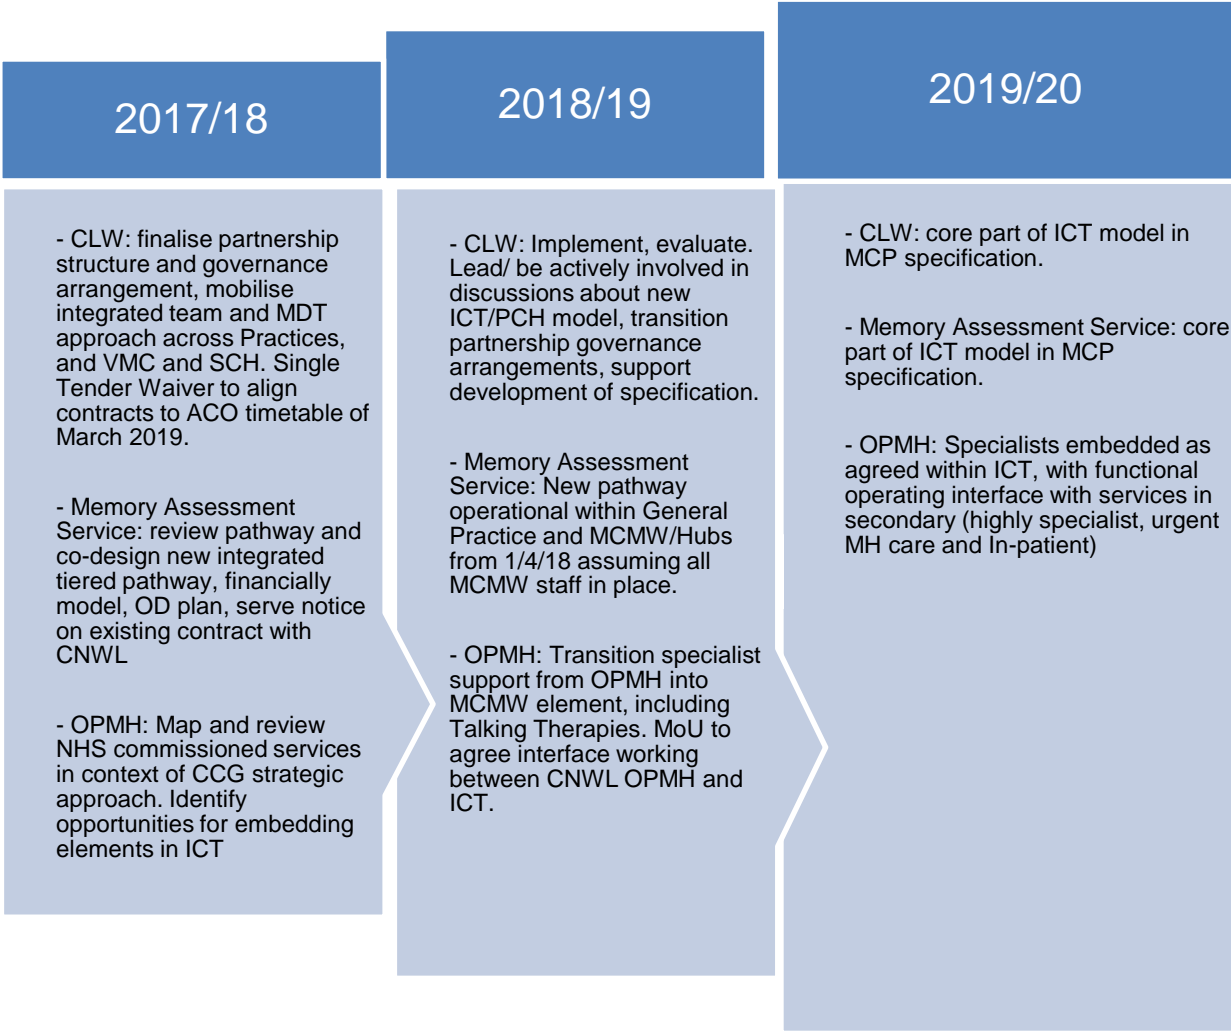 2017/18
- CLW: finalise partnership
structure and governance
arrangement, mobilise
integrated team and MDT
approach across Practices,
and VMC and SCH. Single
Tender Waiver to align
contracts to ACO timetable of
March 2019.
- Memory Assessment
Service: review pathway and
co-design new integrated
tiered pathway, financially
model, OD plan, serve notice
on existing contract with
CNWL
- OPMH: Map and review
NHS commissioned services
in context of CCG strategic
approach. Identify
opportunities for embedding
elements in ICT
2018/19
- CLW: Implement, evaluate.
Lead/ be actively involved in
discussions about new
ICT/PCH model, transition
partnership governance
arrangements, support
development of specification.
- Memory Assessment
Service: New pathway
operational within General
Practice and MCMW/Hubs
from 1/4/18 assuming all
MCMW staff in place.
- OPMH: Transition specialist
support from OPMH into
MCMW element, including
Talking Therapies. MoU to
agree interface working
between CNWL OPMH and
ICT.
2019/20
- CLW: core part of ICT model in
MCP specification.
- Memory Assessment Service: core
part of ICT model in MCP
specification.
- OPMH: Specialists embedded as
agreed within ICT, with functional
operating interface with services in
secondary (highly specialist, urgent
MH care and In-patient)